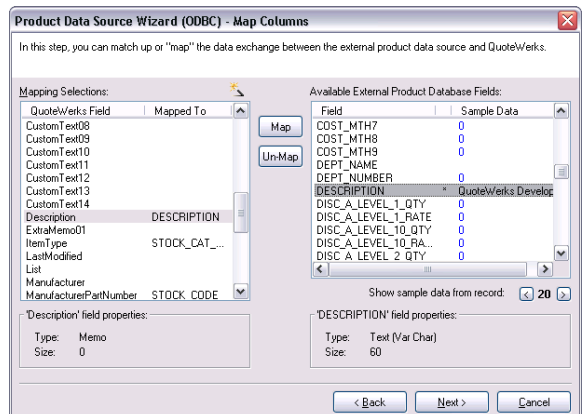 Product Data Source Wizard (ODBC) - Map Columns
In this step, you can match up or "map" the data exchange between the external product data source and QuoteWerks.
Mapping Selections:
QuoteWerks Field Mapped To
CustomText08
CustomText09
CustomText10
CustomText11
CustomText12
CustomText13
CustomText14
Description DESCRIPTION
ExtraMemo01
ItemType STOCK_CAT_...
LastModified
List
Manufacturer
ManufacturerPartNumber STOCK_CODE
Map
Un-Map
Available External Product Database Fields:
Field Sample Data
COST_MTH7 0
COST_MTH8 0
COST_MTH9 0
DEPT_NAME
DEPT_NUMBER 0
DESCRIPTION * QuoteWerks Develop
DISC_A_LEVEL_1_QTY 0
DISC_A_LEVEL_1_RATE 0
DISC_A_LEVEL_10_QTY 0
DISC_A_LEVEL_10_RA... 0
DISC_A_LEVEL_2_QTY 0
Show sample data from record: < 20 >
'Description' field properties:
Type: Memo
Size: 0
'DESCRIPTION' field properties:
Type: Text (Var Char)
Size: 60
< Back
Next >
Cancel